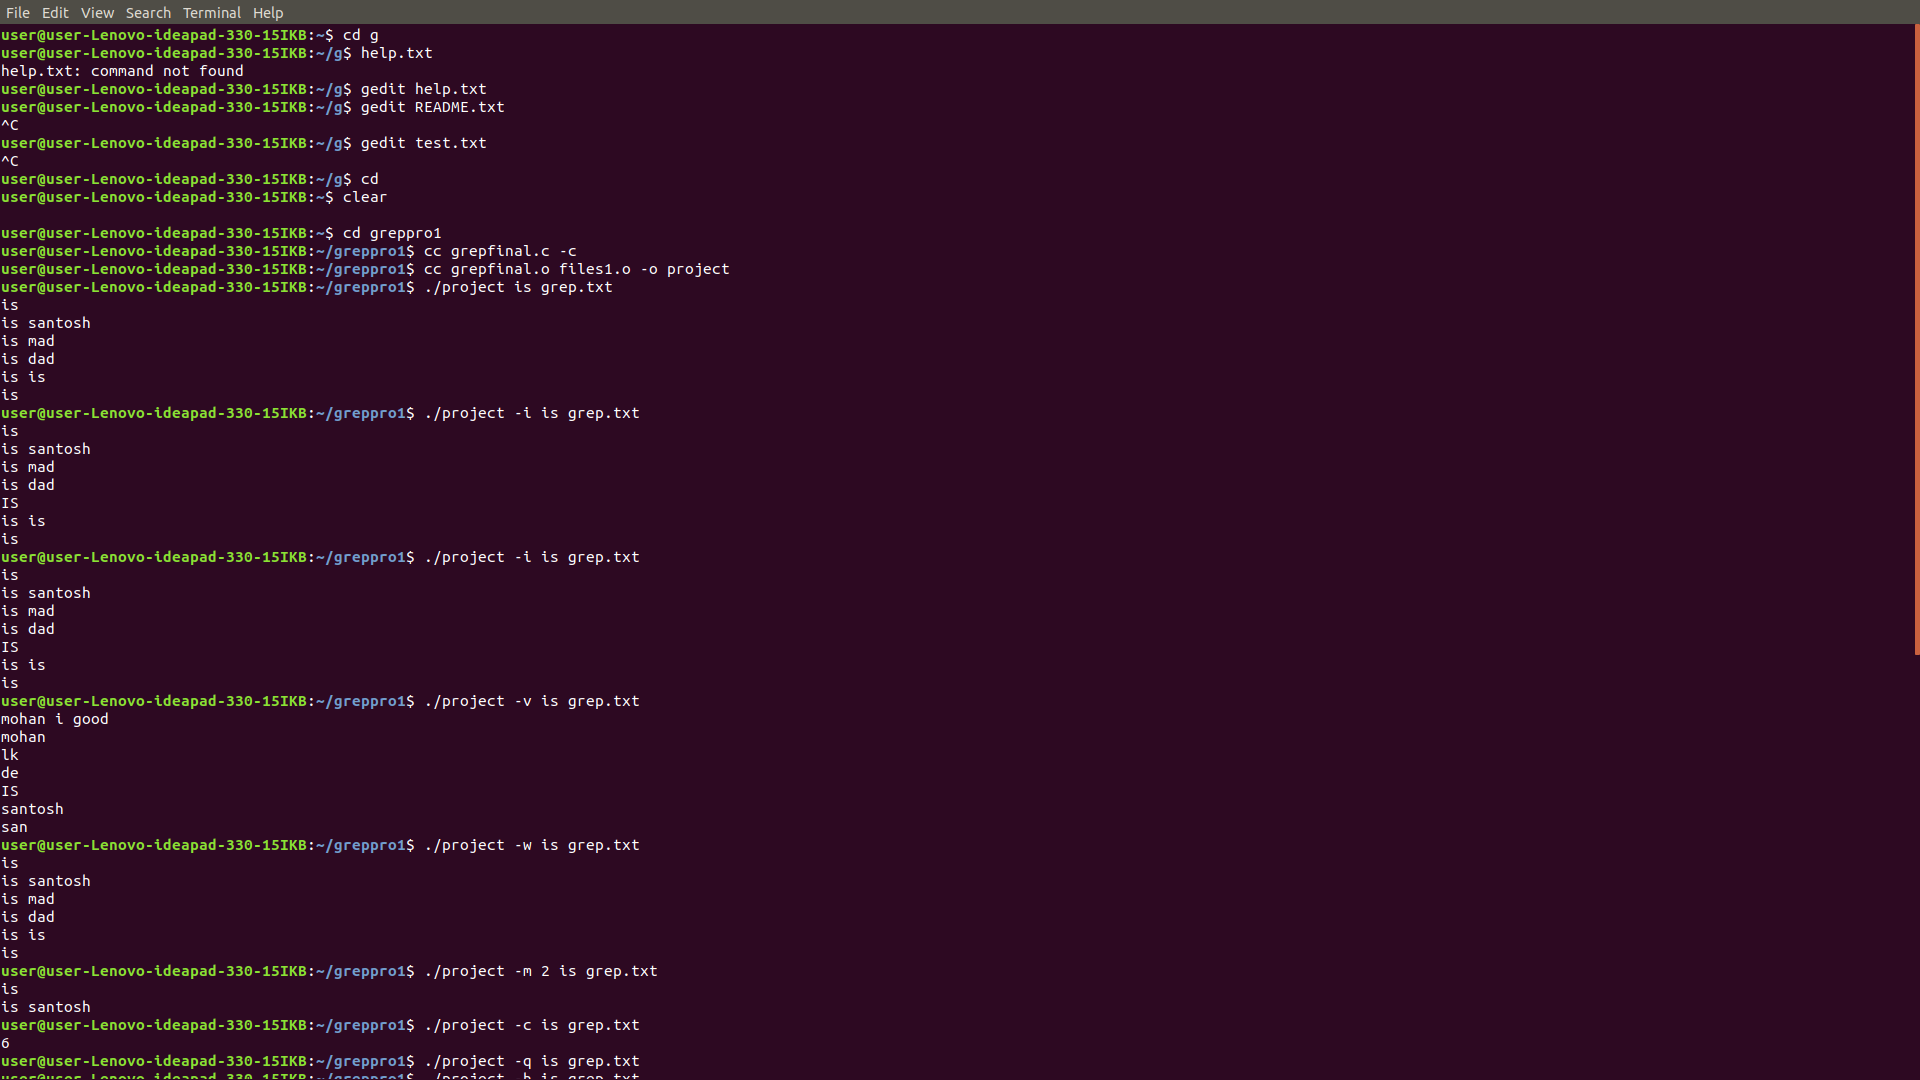 File Edit View Search Terminal Help
user@user-Lenovo-ideapad-330-15IKB:~$ cd g
user@user-Lenovo-ideapad-330-15IKB:~/g$ help.txt
help.txt: command not found
user@user-Lenovo-ideapad-330-15IKB:~/g$ gedit help.txt
user@user-Lenovo-ideapad-330-15IKB:~/g$ gedit README.txt
^C
user@user-Lenovo-ideapad-330-15IKB:~/g$ gedit test.txt
^C
user@user-Lenovo-ideapad-330-15IKB:~/g$ cd
user@user-Lenovo-ideapad-330-15IKB:~$ clear
user@user-Lenovo-ideapad-330-15IKB:~$ cd greppro1
user@user-Lenovo-ideapad-330-15IKB:~/greppro1$ cc grepfinal.c -c
user@user-Lenovo-ideapad-330-15IKB:~/greppro1$ cc grepfinal.o files1.o -o project
user@user-Lenovo-ideapad-330-15IKB:~/greppro1$ ./project is grep.txt
is
is santosh
is mad
is dad
is is
is
user@user-Lenovo-ideapad-330-15IKB:~/greppro1$ ./project -i is grep.txt
is
is santosh
is mad
is dad
IS
is is
is
user@user-Lenovo-ideapad-330-15IKB:~/greppro1$ ./project -i is grep.txt
is
is santosh
is mad
is dad
IS
is is
is
user@user-Lenovo-ideapad-330-15IKB:~/greppro1$ ./project -v is grep.txt
mohan i good
mohan
lk
de
IS
santosh
san
user@user-Lenovo-ideapad-330-15IKB:~/greppro1$ ./project -w is grep.txt
is
is santosh
is mad
is dad
is is
is
user@user-Lenovo-ideapad-330-15IKB:~/greppro1$ ./project -m 2 is grep.txt
is
is santosh
user@user-Lenovo-ideapad-330-15IKB:~/greppro1$ ./project -c is grep.txt
6
user@user-Lenovo-ideapad-330-15IKB:~/greppro1$ ./project -q is grep.txt
user@user-Lenovo-ideapad-330-15IKB:~/greppro1$ ./project -h is grep.txt